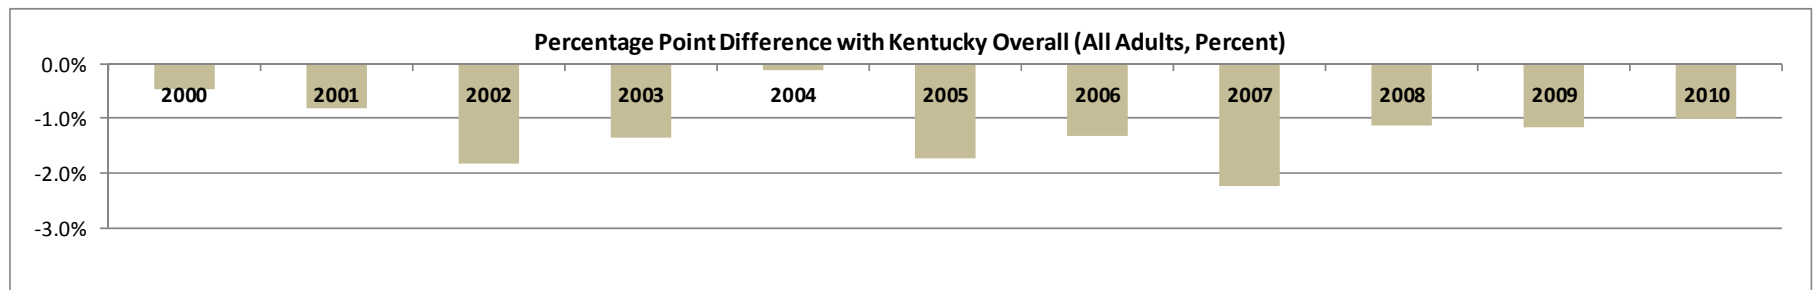 Percentage Point Difference with Kentucky Overall (All Adults, Percent)
0.0%
2000 2001 2002 2003 2004 2005 2006 2007 2008 2009 2010
-1.0%
-2.0%
-3.0%